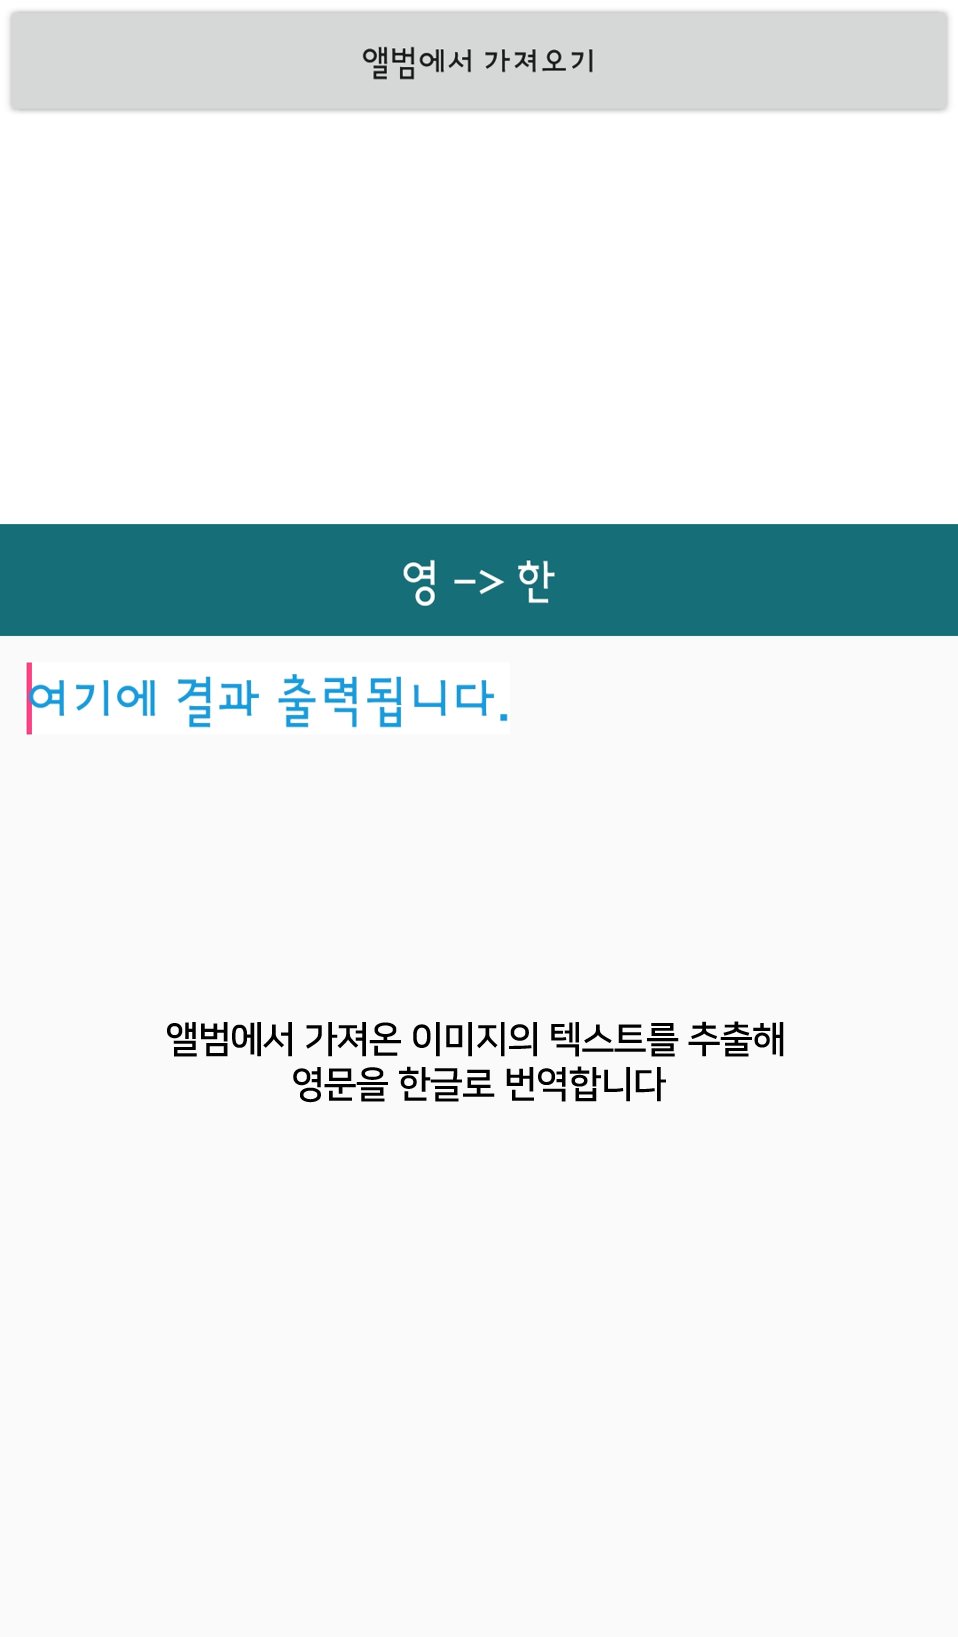 앨범에서 가져오기
영 -> 한
여기에 결과 출력됩니다.
앨범에서 가져온 이미지의 텍스트를 추출해
영문을 한글로 번역합니다